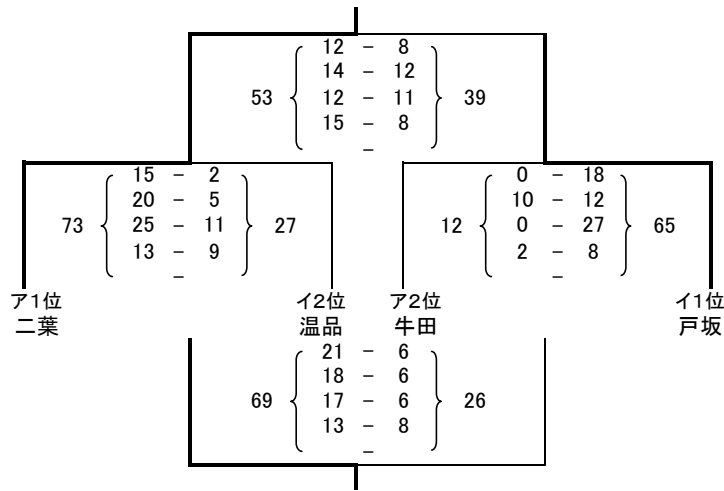 12 － 8
14 － 12
53 12 － 11 39
15 － 8
－
15 － 2 0 － 18
20 － 5 10 － 12
73 25 － 11 27 12 0 － 27 65
13 － 9 2 － 8
－ －
ア1位 イ2位 ア2位 イ1位
二葉 温品 牛田 戸坂
21 － 6
18 － 6
69 17 － 6 26
13 － 8
－